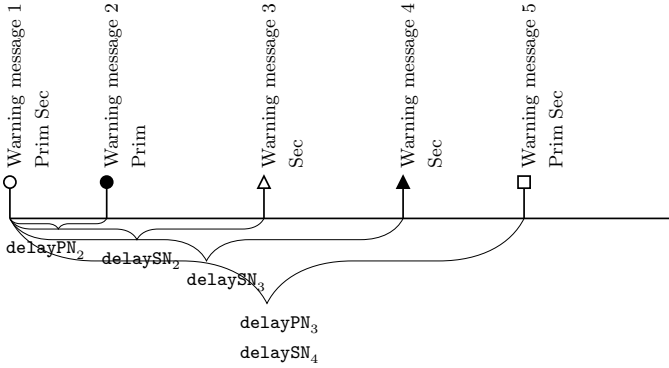 Warning message 1
Prim Sec
Warning message 2
Prim
Warning message 3
Sec
Warning message 4
Sec
Warning message 5
Prim Sec
delayPN₂
delaySN₂
delaySN₃
delayPN₃
delaySN₄